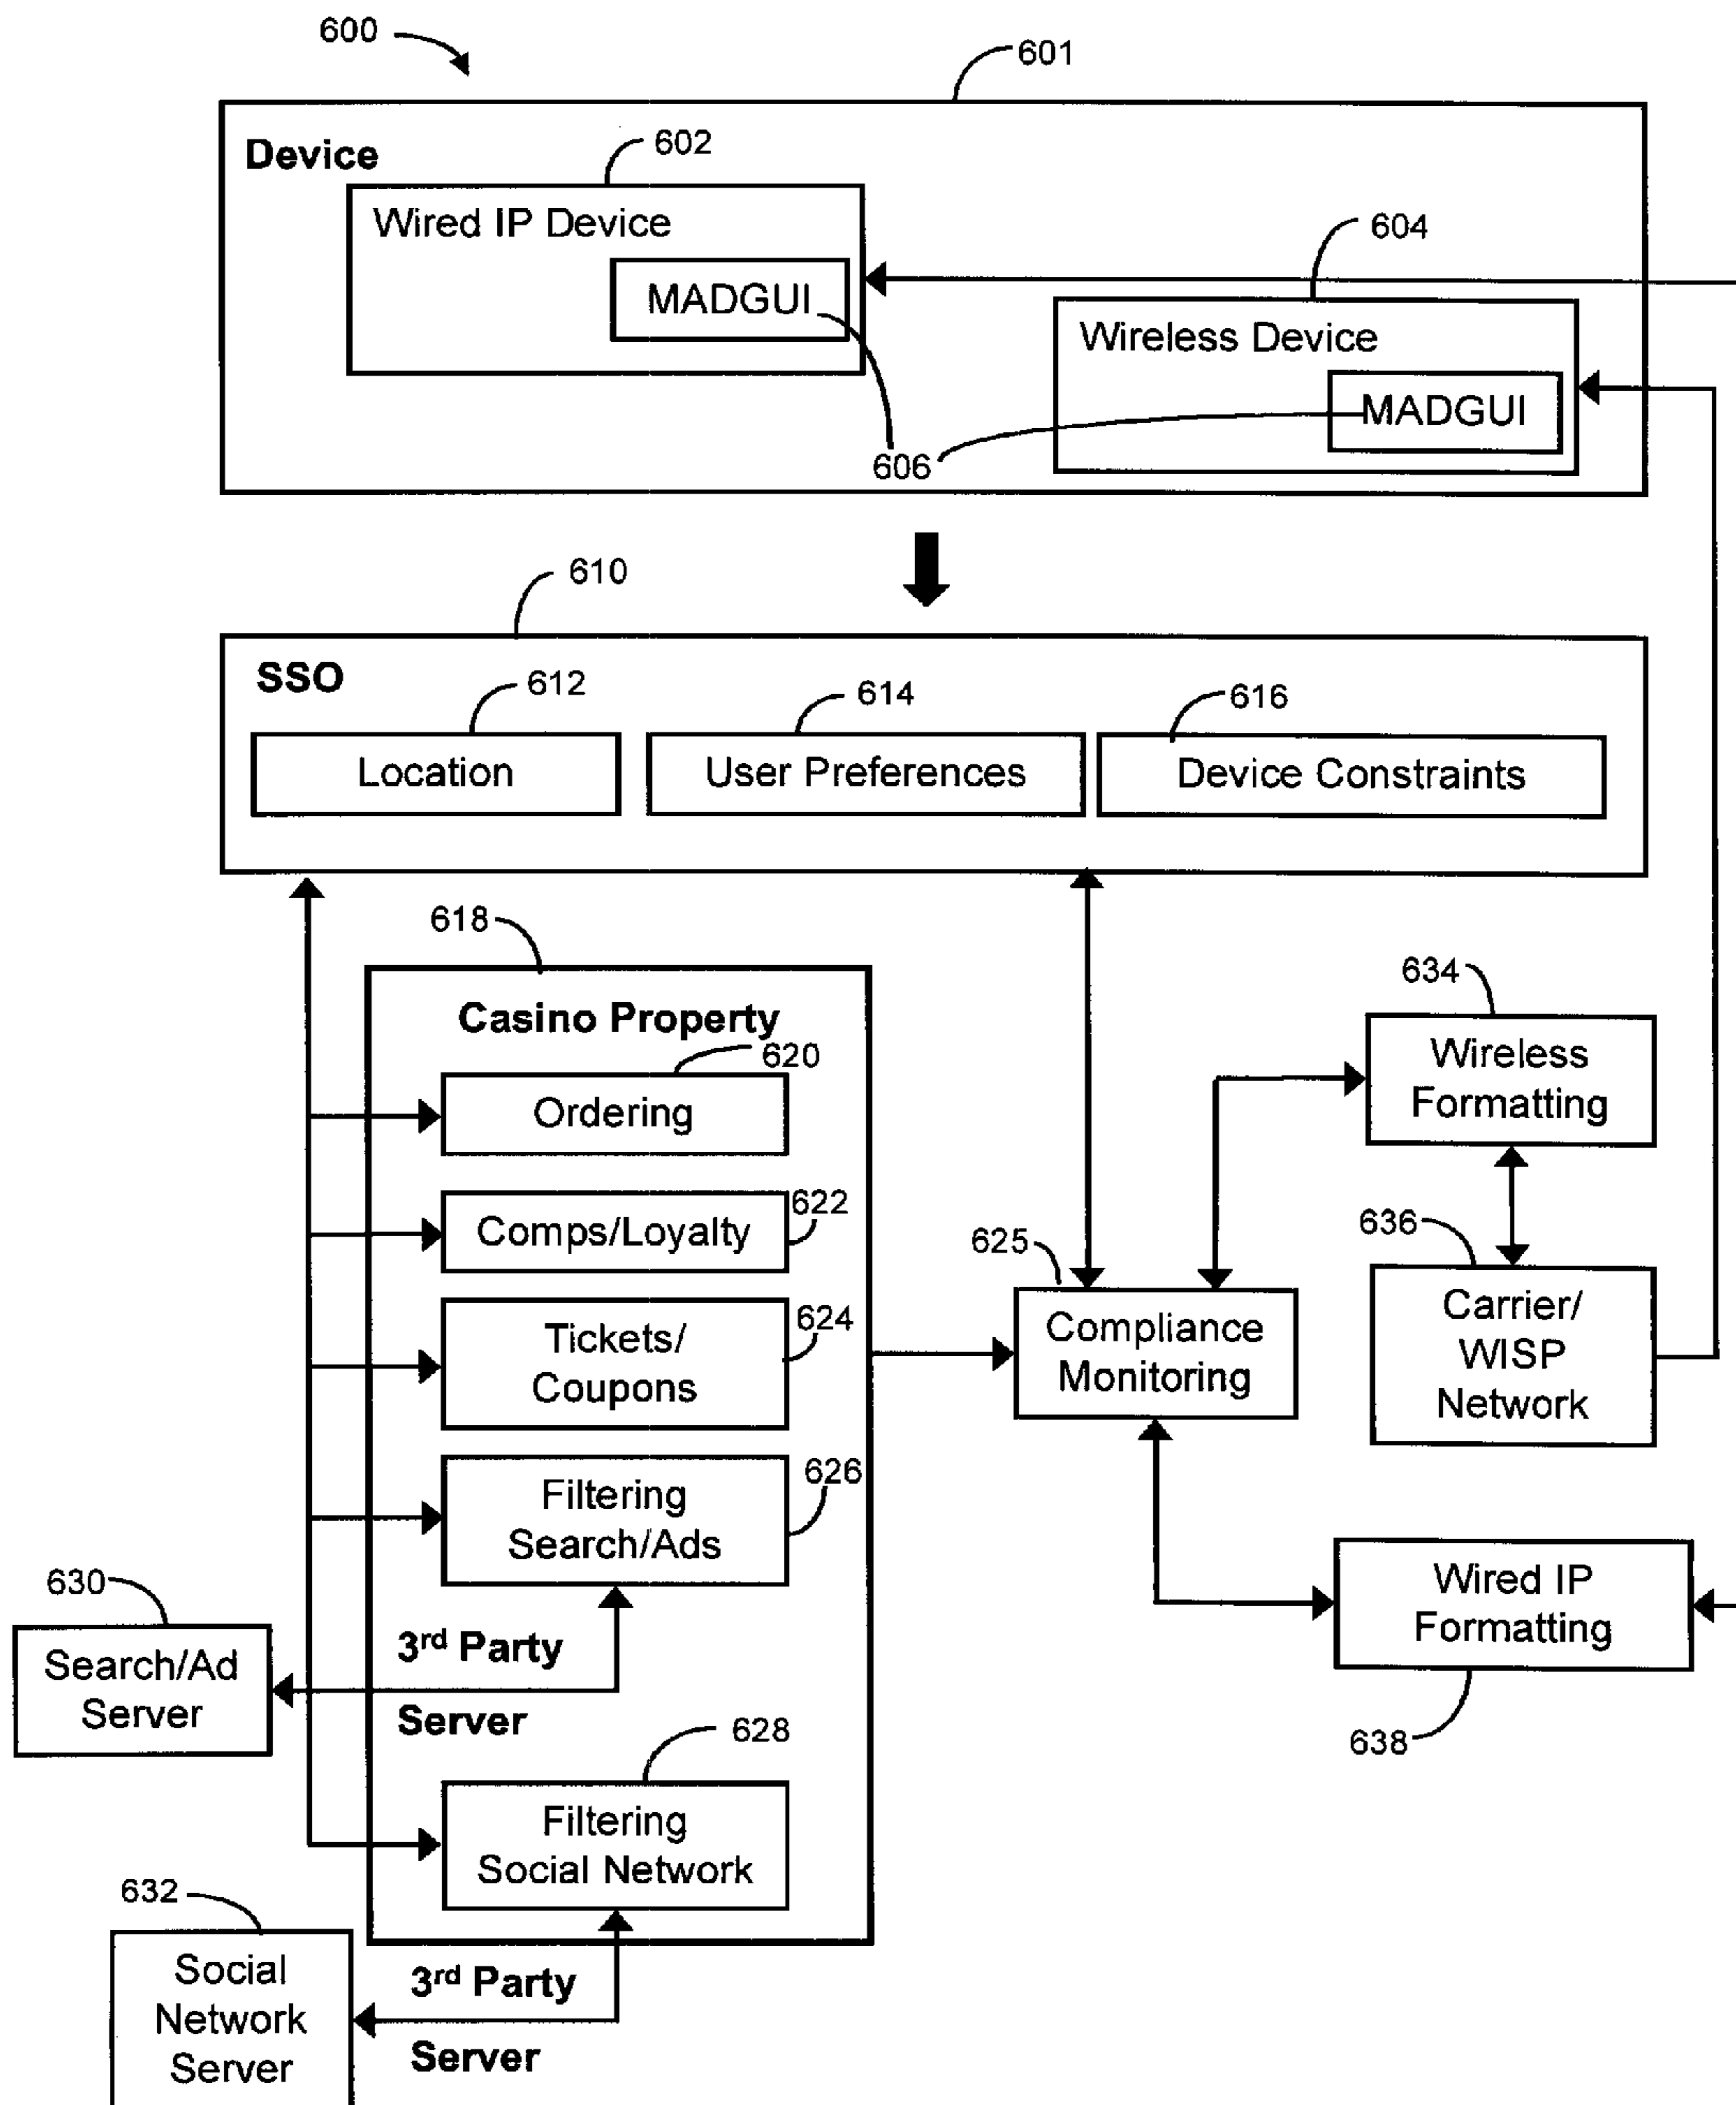 600
601
Device
602
Wired IP Device
MADGUI
604
Wireless Device
MADGUI
606
610
SSO
612
614
616
Location
User Preferences
Device Constraints
618
Casino Property
620
Ordering
622
Comps/Loyalty
624
Tickets/
Coupons
626
Filtering
Search/Ads
630
Search/Ad
Server
3rd Party
Server
628
Filtering
Social Network
632
Social
Network
Server
3rd Party
Server
625
Compliance
Monitoring
634
Wireless
Formatting
636
Carrier/
WISP
Network
Wired IP
Formatting
638